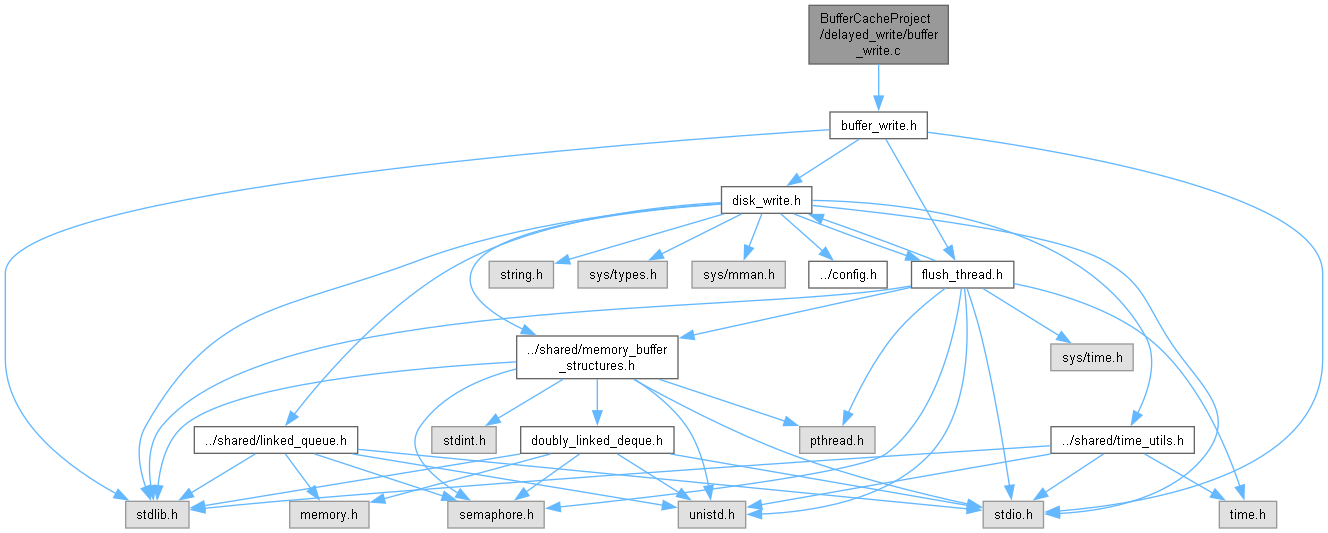 BufferCacheProject
/delayed_write/buffer
_write.c
buffer_write.h
disk_write.h
string.h
sys/types.h
sys/mman.h
../config.h
flush_thread.h
../shared/memory_buffer
_structures.h
sys/time.h
../shared/linked_queue.h
stdint.h
doubly_linked_deque.h
pthread.h
../shared/time_utils.h
stdlib.h
memory.h
semaphore.h
unistd.h
stdio.h
time.h